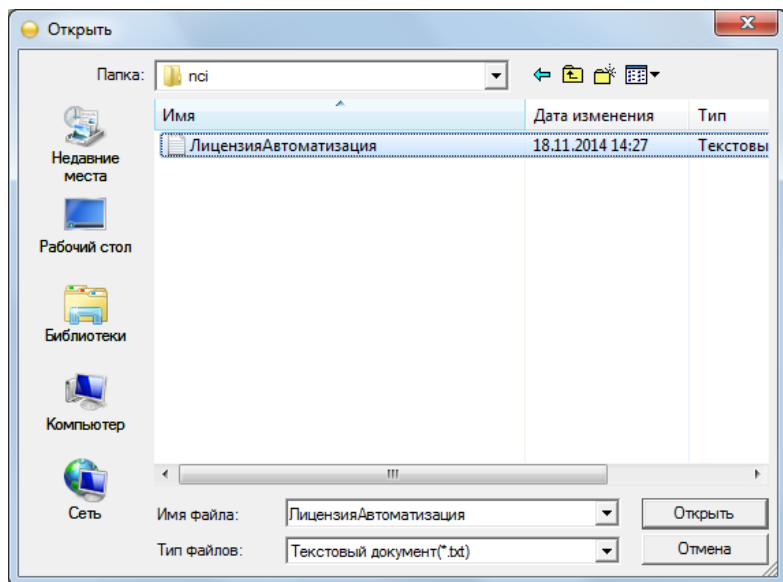 Открыть
Папка: nci
Имя Дата изменения Тип
ЛицензияАвтоматизация 18.11.2014 14:27 Текстовы
Недавние
места
Рабочий стол
Библиотеки
Компьютер
Сеть
Имя файла: ЛицензияАвтоматизация Открыть
Тип файлов: Текстовый документ(*.txt) Отмена